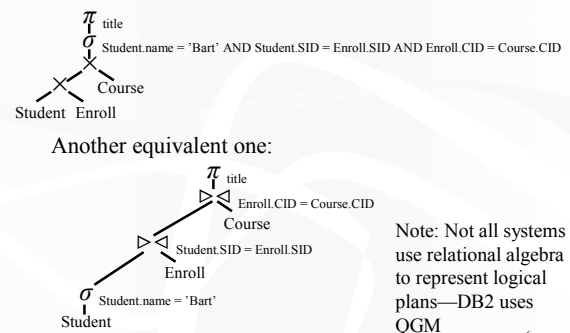 π title
σ Student.name = 'Bart' AND Student.SID = Enroll.SID AND Enroll.CID = Course.CID
×
× Course
Student Enroll
Another equivalent one:
π title
▷◁ Enroll.CID = Course.CID
Course
▷◁ Student.SID = Enroll.SID
Enroll
σ Student.name = 'Bart'
Student
Note: Not all systems
use relational algebra
to represent logical
plans—DB2 uses
QGM